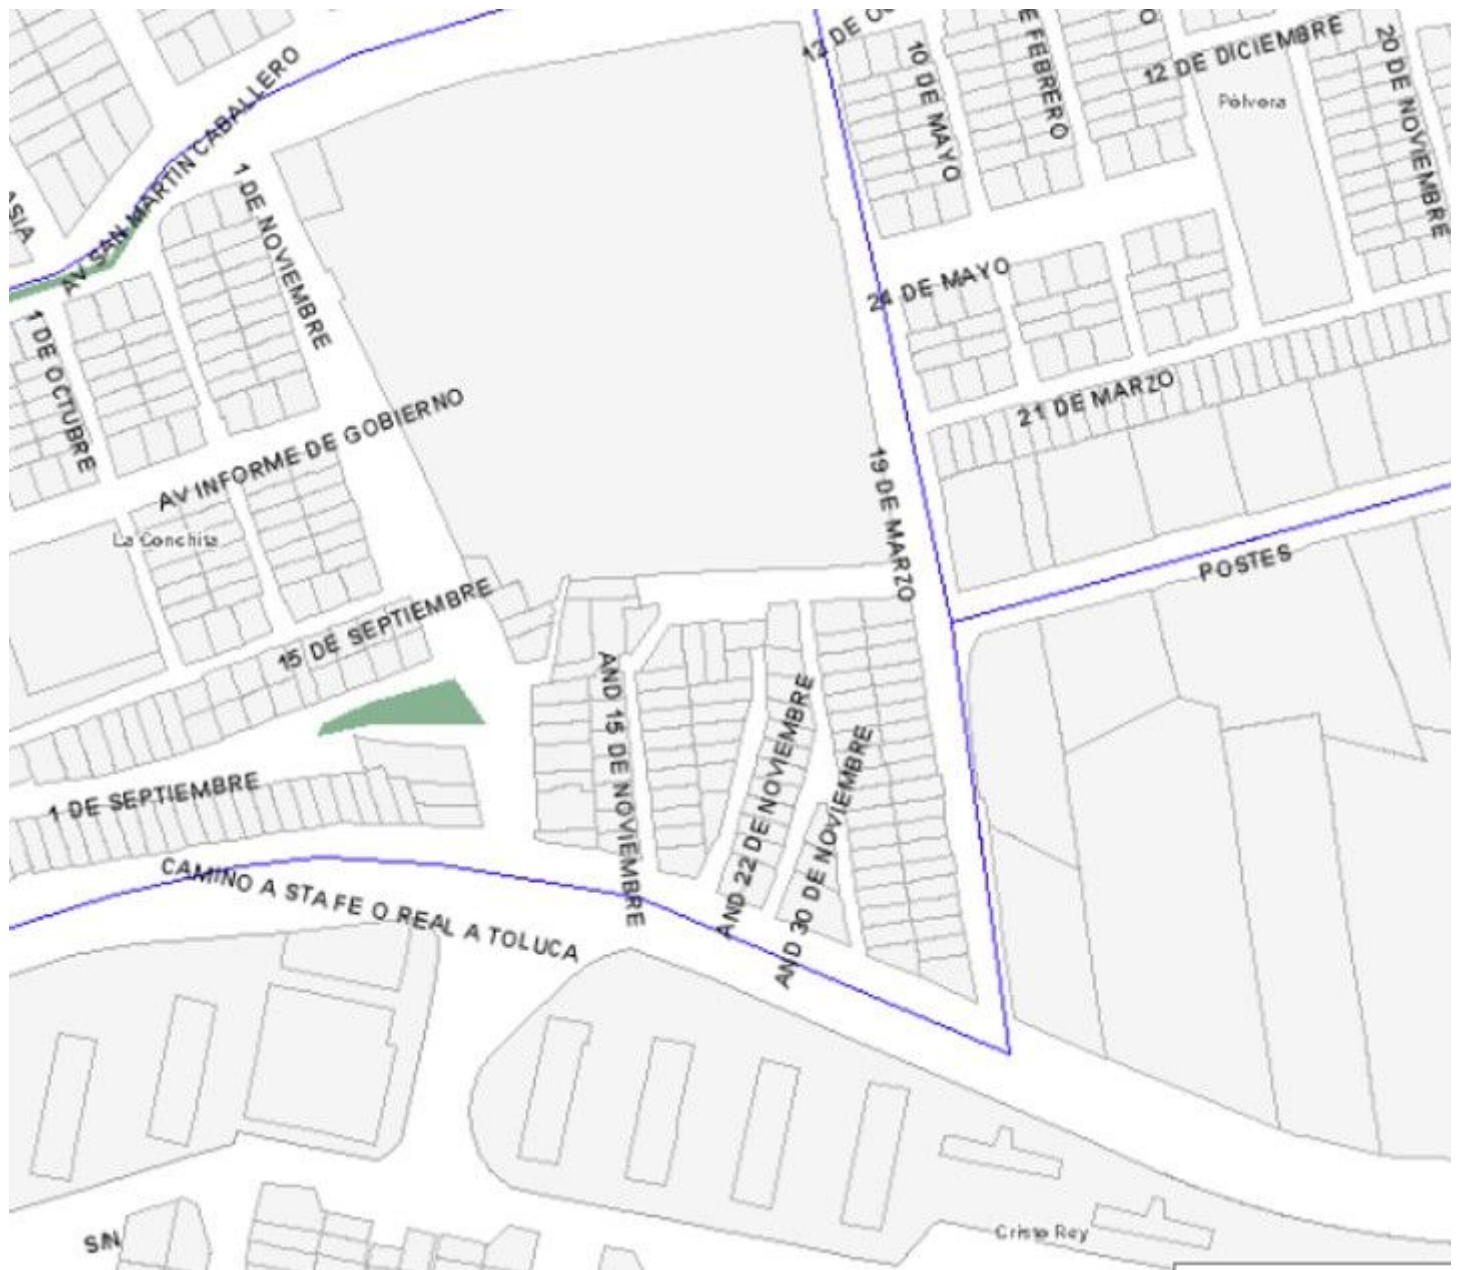 13 DE
10 DE MAYO
E FEBRERO
O
12 DE DICIEMBRE
20 DE NOVIEMBRE
Pólvora
AV SAN MARTIN CABALLERO
ASIA
1 DE NOVIEMBRE
1 DE OCTUBRE
24 DE MAYO
21 DE MARZO
AV INFORME DE GOBIERNO
La Conchita
19 DE MARZO
POSTES
15 DE SEPTIEMBRE
AND 15 DE NOVIEMBRE
AND 22 DE NOVIEMBRE
AND 30 DE NOVIEMBRE
1 DE SEPTIEMBRE
CAMINO A STA FE O REAL A TOLUCA
Cristo Rey
S/N